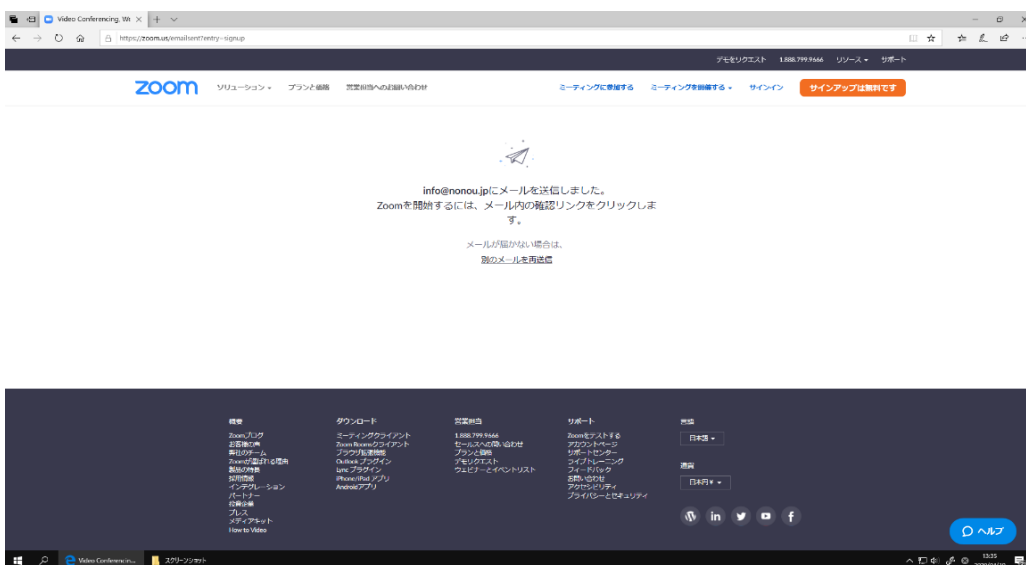 Video Conferencing, We
https://zoom.us/emailsent?entry=signup
デモをリクエスト 1.888.799.9666 リソース サポート
zoom ソリューション プランと価格 営業担当へのお問い合わせ ミーティングに参加する ミーティングを開催する サインイン サインアップは無料です
info@nonou.jpにメールを送信しました。
Zoomを開始するには、メール内の確認リンクをクリックしま
す。
メールが届かない場合は、
別のメールを再送信
概要
Zoomブログ
お客様の声
弊社のチーム
Zoomが選ばれる理由
製品の特長
採用情報
インテグレーション
パートナー
投資企業
プレス
メディアキット
How to Video
ダウンロード
ミーティングクライアント
Zoom Roomsクライアント
ブラウザ拡張機能
Outlook プラグイン
Lync プラグイン
iPhone/iPad アプリ
Androidアプリ
営業担当
1.888.799.9666
セールスへの問い合わせ
プランと価格
デモリクエスト
ウェビナーとイベントリスト
サポート
Zoomをテストする
アカウントページ
サポートセンター
ライブトレーニング
フィードバック
お問い合わせ
アクセシビリティ
プライバシーとセキュリティ
言語
日本語
通貨
日本円 ¥
ヘルプ
Video Conferencin... スクリーンショット
13:35